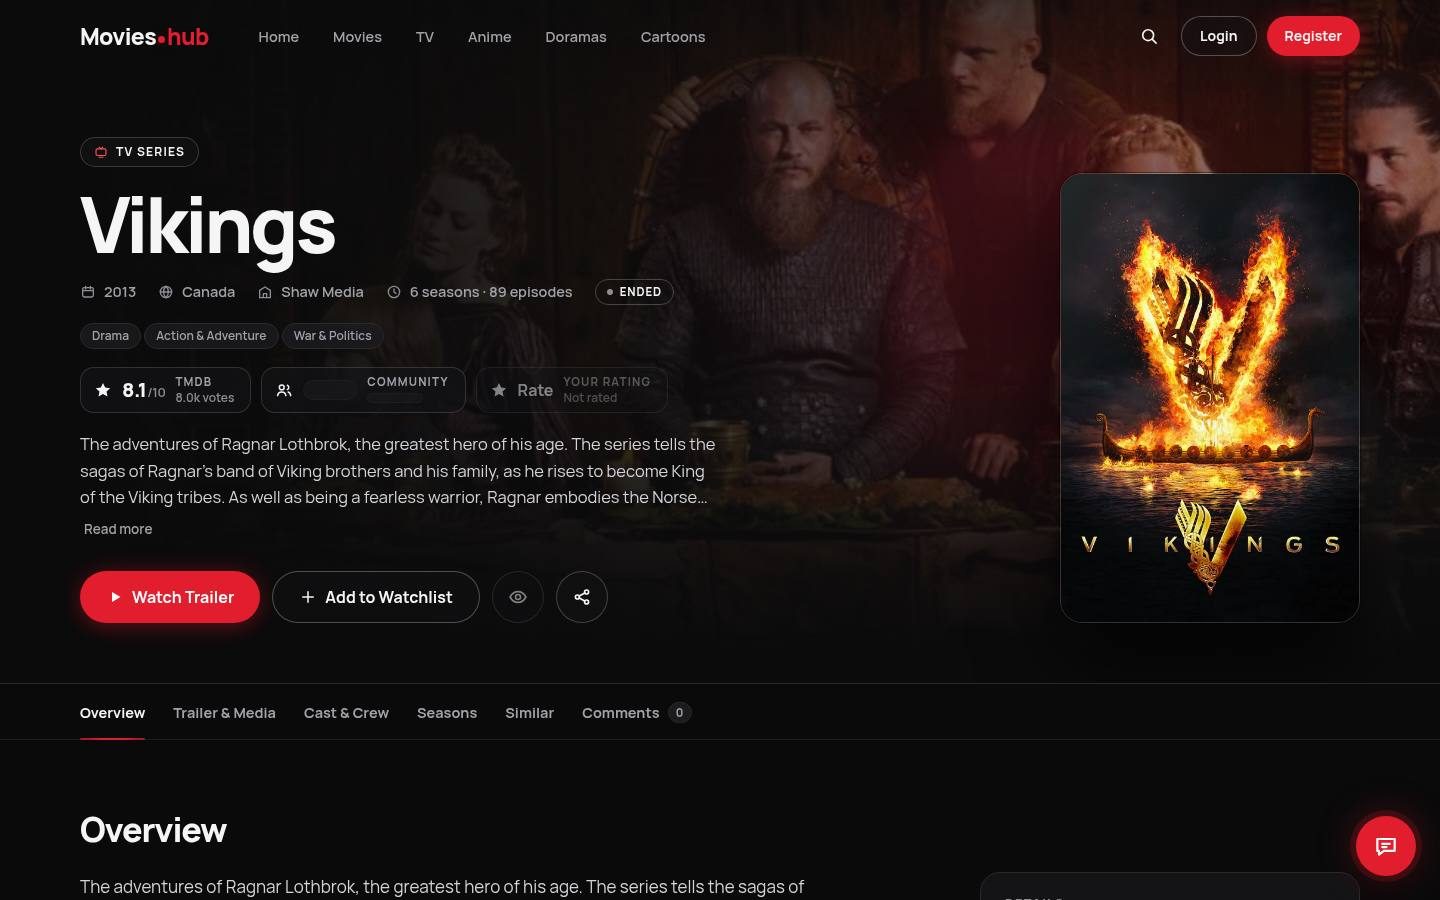 Movies•hub
Home
Movies
TV
Anime
Doramas
Cartoons
Login
Register
TV SERIES
Vikings
2013
Canada
Shaw Media
6 seasons · 89 episodes
ENDED
Drama
Action & Adventure
War & Politics
8.1/10
TMDB
8.0k votes
COMMUNITY
Rate
YOUR RATING
Not rated
The adventures of Ragnar Lothbrok, the greatest hero of his age. The series tells the
sagas of Ragnar's band of Viking brothers and his family, as he rises to become King
of the Viking tribes. As well as being a fearless warrior, Ragnar embodies the Norse…
Read more
Watch Trailer
Add to Watchlist
VIKINGS
Overview
Trailer & Media
Cast & Crew
Seasons
Similar
Comments 0
Overview
The adventures of Ragnar Lothbrok, the greatest hero of his age. The series tells the sagas of